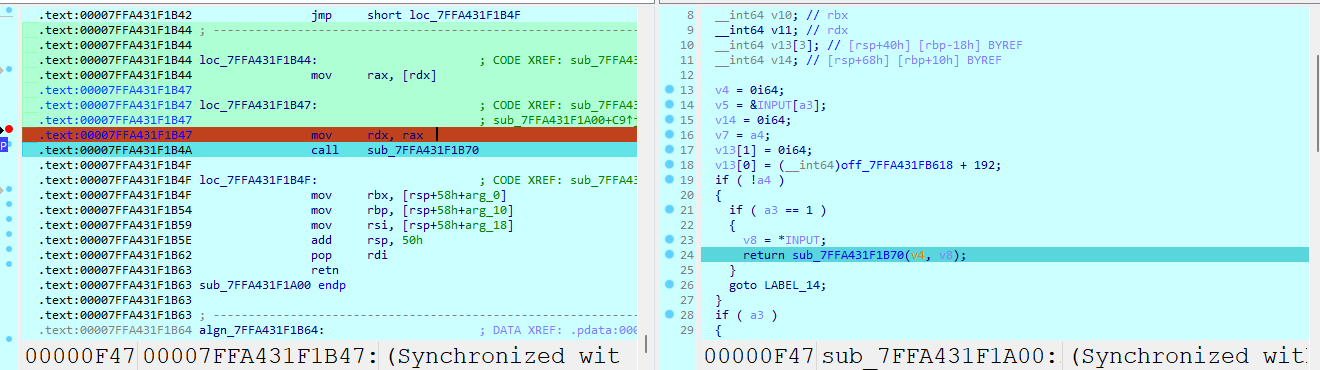 .text:00007FFA431F1B42 jmp short loc_7FFA431F1B4F
.text:00007FFA431F1B44 ; ---------------------------------------------------------
.text:00007FFA431F1B44
.text:00007FFA431F1B44 loc_7FFA431F1B44: ; CODE XREF: sub_7FFA43
.text:00007FFA431F1B44 mov rax, [rdx]
.text:00007FFA431F1B47
.text:00007FFA431F1B47 loc_7FFA431F1B47: ; CODE XREF: sub_7FFA43
.text:00007FFA431F1B47 ; sub_7FFA431F1A00+C9↑
.text:00007FFA431F1B47 mov rdx, rax
.text:00007FFA431F1B4A call sub_7FFA431F1B70
.text:00007FFA431F1B4F
.text:00007FFA431F1B4F loc_7FFA431F1B4F: ; CODE XREF: sub_7FFA43
.text:00007FFA431F1B4F mov rbx, [rsp+58h+arg_0]
.text:00007FFA431F1B54 mov rbp, [rsp+58h+arg_10]
.text:00007FFA431F1B59 mov rsi, [rsp+58h+arg_18]
.text:00007FFA431F1B5E add rsp, 50h
.text:00007FFA431F1B62 pop rdi
.text:00007FFA431F1B63 retn
.text:00007FFA431F1B63 sub_7FFA431F1A00 endp
.text:00007FFA431F1B63
.text:00007FFA431F1B63 ; ---------------------------------------------------------
.text:00007FFA431F1B64 algn_7FFA431F1B64: ; DATA XREF: .pdata:000
P
00000F47 00007FFA431F1B47: (Synchronized wit
8 __int64 v10; // rbx
9 __int64 v11; // rdx
10 __int64 v13[3]; // [rsp+40h] [rbp-18h] BYREF
11 __int64 v14; // [rsp+68h] [rbp+10h] BYREF
12
13 v4 = 0i64;
14 v5 = &INPUT[a3];
15 v14 = 0i64;
16 v7 = a4;
17 v13[1] = 0i64;
18 v13[0] = (__int64)off_7FFA431FB618 + 192;
19 if ( !a4 )
20 {
21 if ( a3 == 1 )
22 {
23 v8 = *INPUT;
24 return sub_7FFA431F1B70(v4, v8);
25 }
26 goto LABEL_14;
27 }
28 if ( a3 )
29 {
00000F47 sub_7FFA431F1A00: (Synchronized wit